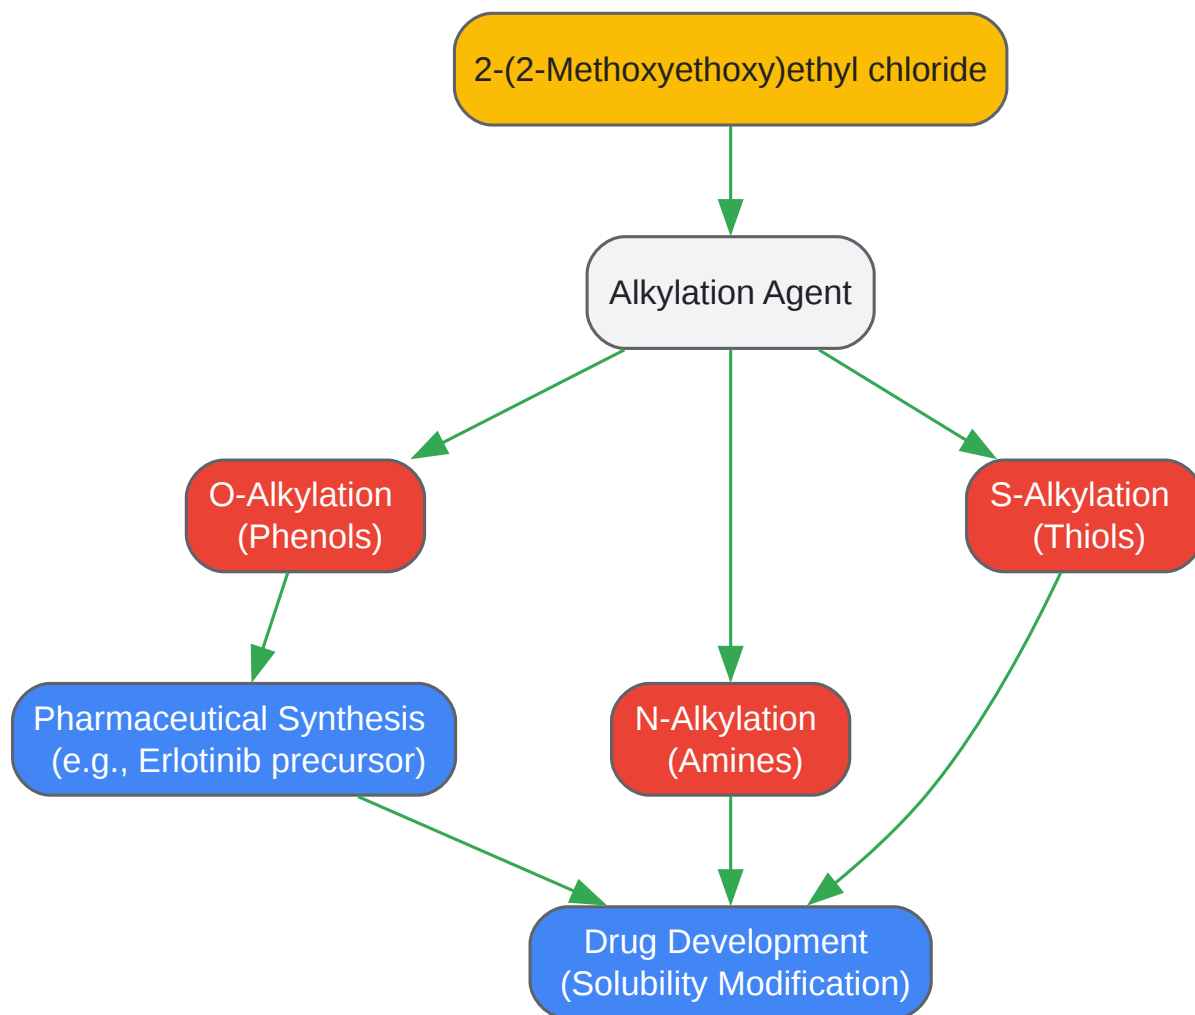 2-(2-Methoxyethoxy)ethyl chloride
Alkylation Agent
O-Alkylation
(Phenols)
S-Alkylation
(Thiols)
Pharmaceutical Synthesis
(e.g., Erlotinib precursor)
N-Alkylation
(Amines)
Drug Development
(Solubility Modification)